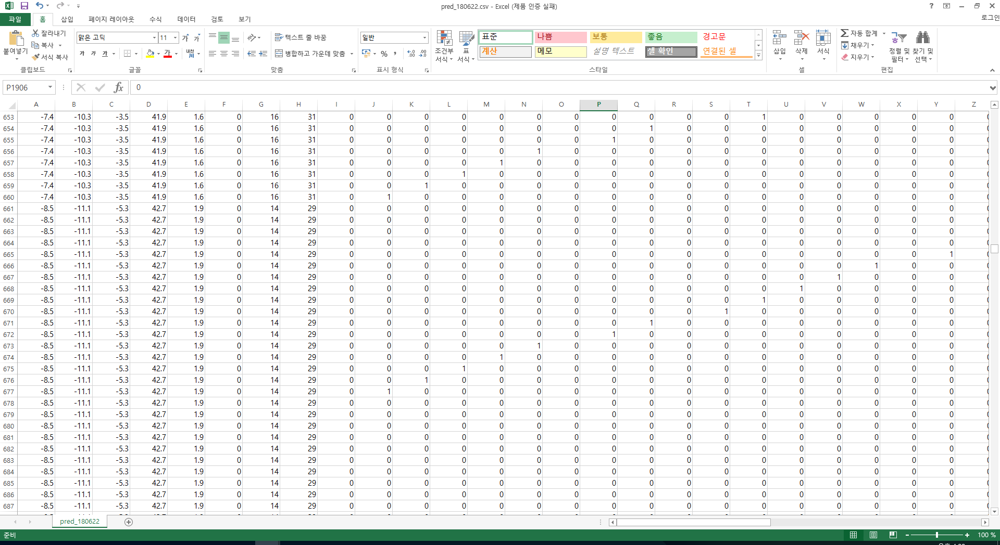 pred_180622.csv - Excel (제품 인증 실패)
파일 홈 삽입 페이지 레이아웃 수식 데이터 검토 보기 로그인
붙여넣기 잘라내기 복사 서식 복사 클립보드
맑은 고딕 11 가 가 가 가 가 내천 가 글꼴
텍스트 줄 바꿈 병합하고 가운데 맞춤 맞춤
일반 % 표시 형식
조건부 서식 표 서식
표준 나쁨 보통 좋음 경고문
계산 메모 설명 텍스트 셀 확인 연결된 셀
스타일
삽입 삭제 서식 셀
자동 합계 채우기 지우기 정렬 및 필터 찾기 및 선택 편집
P1906 fx 0
A B C D E F G H I J K L M N O P Q R S T U V W X Y Z
653 -7.4 -10.3 -3.5 41.9 1.6 0 16 31 0 0 0 0 0 0 0 0 0 0 0 1 0 0 0 0 0
654 -7.4 -10.3 -3.5 41.9 1.6 0 16 31 0 0 0 0 0 0 0 0 1 0 0 0 0 0 0 0 0
655 -7.4 -10.3 -3.5 41.9 1.6 0 16 31 0 0 0 0 0 0 0 1 0 0 0 0 0 0 0 0 0
656 -7.4 -10.3 -3.5 41.9 1.6 0 16 31 0 0 0 0 0 1 0 0 0 0 0 0 0 0 0 0 0
657 -7.4 -10.3 -3.5 41.9 1.6 0 16 31 0 0 0 0 1 0 0 0 0 0 0 0 0 0 0 0 0
658 -7.4 -10.3 -3.5 41.9 1.6 0 16 31 0 0 0 1 0 0 0 0 0 0 0 0 0 0 0 0 0
659 -7.4 -10.3 -3.5 41.9 1.6 0 16 31 0 0 1 0 0 0 0 0 0 0 0 0 0 0 0 0 0
660 -7.4 -10.3 -3.5 41.9 1.6 0 16 31 0 1 0 0 0 0 0 0 0 0 0 0 0 0 0 0 0
661 -8.5 -11.1 -5.3 42.7 1.9 0 14 29 0 0 0 0 0 0 0 0 0 0 0 0 0 0 0 0 0
662 -8.5 -11.1 -5.3 42.7 1.9 0 14 29 0 0 0 0 0 0 0 0 0 0 0 0 0 0 0 0 0
663 -8.5 -11.1 -5.3 42.7 1.9 0 14 29 0 0 0 0 0 0 0 0 0 0 0 0 0 0 0 0 0
664 -8.5 -11.1 -5.3 42.7 1.9 0 14 29 0 0 0 0 0 0 0 0 0 0 0 0 0 0 0 0 0
665 -8.5 -11.1 -5.3 42.7 1.9 0 14 29 0 0 0 0 0 0 0 0 0 0 0 0 0 0 0 0 1
666 -8.5 -11.1 -5.3 42.7 1.9 0 14 29 0 0 0 0 0 0 0 0 0 0 0 0 0 0 1 0 0
667 -8.5 -11.1 -5.3 42.7 1.9 0 14 29 0 0 0 0 0 0 0 0 0 0 0 0 0 1 0 0 0
668 -8.5 -11.1 -5.3 42.7 1.9 0 14 29 0 0 0 0 0 0 0 0 0 0 0 0 1 0 0 0 0
669 -8.5 -11.1 -5.3 42.7 1.9 0 14 29 0 0 0 0 0 0 0 0 0 0 0 1 0 0 0 0 0
670 -8.5 -11.1 -5.3 42.7 1.9 0 14 29 0 0 0 0 0 0 0 0 0 0 1 0 0 0 0 0 0
671 -8.5 -11.1 -5.3 42.7 1.9 0 14 29 0 0 0 0 0 0 0 0 1 0 0 0 0 0 0 0 0
672 -8.5 -11.1 -5.3 42.7 1.9 0 14 29 0 0 0 0 0 0 0 1 0 0 0 0 0 0 0 0 0
673 -8.5 -11.1 -5.3 42.7 1.9 0 14 29 0 0 0 0 0 1 0 0 0 0 0 0 0 0 0 0 0
674 -8.5 -11.1 -5.3 42.7 1.9 0 14 29 0 0 0 0 1 0 0 0 0 0 0 0 0 0 0 0 0
675 -8.5 -11.1 -5.3 42.7 1.9 0 14 29 0 0 0 1 0 0 0 0 0 0 0 0 0 0 0 0 0
676 -8.5 -11.1 -5.3 42.7 1.9 0 14 29 0 0 1 0 0 0 0 0 0 0 0 0 0 0 0 0 0
677 -8.5 -11.1 -5.3 42.7 1.9 0 14 29 0 1 0 0 0 0 0 0 0 0 0 0 0 0 0 0 0
678 -8.5 -11.1 -5.3 42.7 1.9 0 14 29 0 0 0 0 0 0 0 0 0 0 0 0 0 0 0 0 0
679 -8.5 -11.1 -5.3 42.7 1.9 0 14 29 0 0 0 0 0 0 0 0 0 0 0 0 0 0 0 0 0
680 -8.5 -11.1 -5.3 42.7 1.9 0 14 29 0 0 0 0 0 0 0 0 0 0 0 0 0 0 0 0 0
681 -8.5 -11.1 -5.3 42.7 1.9 0 14 29 0 0 0 0 0 0 0 0 0 0 0 0 0 0 0 0 0
682 -8.5 -11.1 -5.3 42.7 1.9 0 14 29 0 0 0 0 0 0 0 0 0 0 0 0 0 0 0 0 0
683 -8.5 -11.1 -5.3 42.7 1.9 0 14 29 0 0 0 0 0 0 0 0 0 0 0 0 0 0 0 0 0
684 -8.5 -11.1 -5.3 42.7 1.9 0 14 29 0 0 0 0 0 0 0 0 0 0 0 0 0 0 0 0 0
685 -8.5 -11.1 -5.3 42.7 1.9 0 14 29 0 0 0 0 0 0 0 0 0 0 0 0 0 0 0 0 0
686 -8.5 -11.1 -5.3 42.7 1.9 0 14 29 0 0 0 0 0 0 0 0 0 0 0 0 0 0 0 0 0
687 -8.5 -11.1 -5.3 42.7 1.9 0 14 29 0 0 0 0 0 0 0 0 0 0 0 0 0 0 0 0 0
pred_180622
준비 100 %